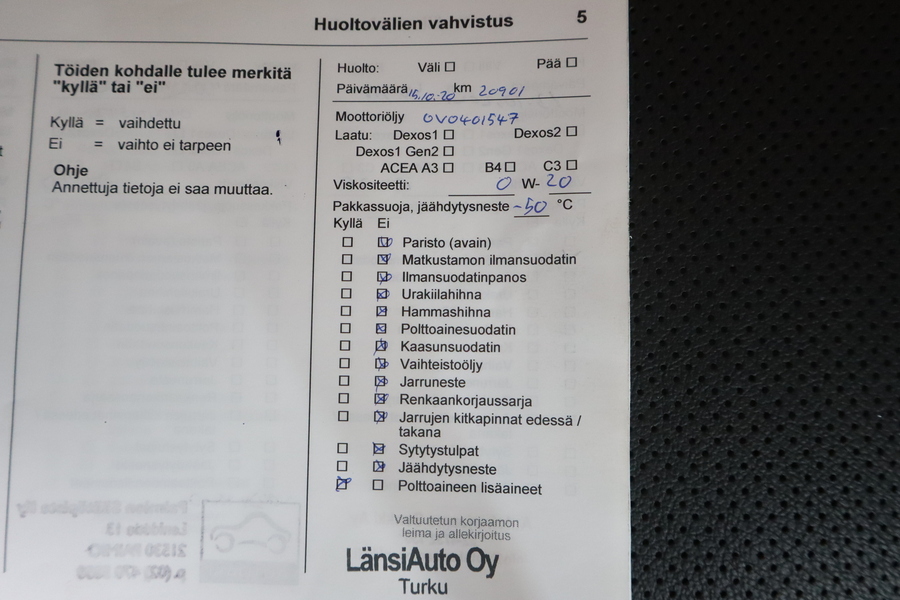 Huoltovälien vahvistus 5
Töiden kohdalle tulee merkitä
"kyllä" tai "ei"
Kyllä = vaihdettu
Ei = vaihto ei tarpeen
Ohje
Annettuja tietoja ei saa muuttaa.
Huolto: Väli ☐ Pää ☐
Päivämäärä 15.10.-20 km 20901
Moottoriöljy OV0401547
Laatu: Dexos1 ☐ Dexos2 ☐
Dexos1 Gen2 ☐
ACEA A3 ☐ B4 ☐ C3 ☐
Viskositeetti: 0 W- 20
Pakkassuoja, jäähdytysneste -50 °C
Kyllä Ei
☐ ☒ Paristo (avain)
☐ ☒ Matkustamon ilmansuodatin
☐ ☒ Ilmansuodatinpanos
☐ ☒ Urakiilahihna
☐ ☒ Hammashihna
☐ ☒ Polttoainesuodatin
☐ ☒ Kaasunsuodatin
☐ ☒ Vaihteistoöljy
☐ ☒ Jarruneste
☐ ☒ Renkaankorjaussarja
☐ ☒ Jarrujen kitkapinnat edessä /
takana
☐ ☒ Sytytystulpat
☐ ☒ Jäähdytysneste
☒ ☐ Polttoaineen lisäaineet
Valtuutetun korjaamon
leima ja allekirjoitus
LänsiAuto Oy
Turku